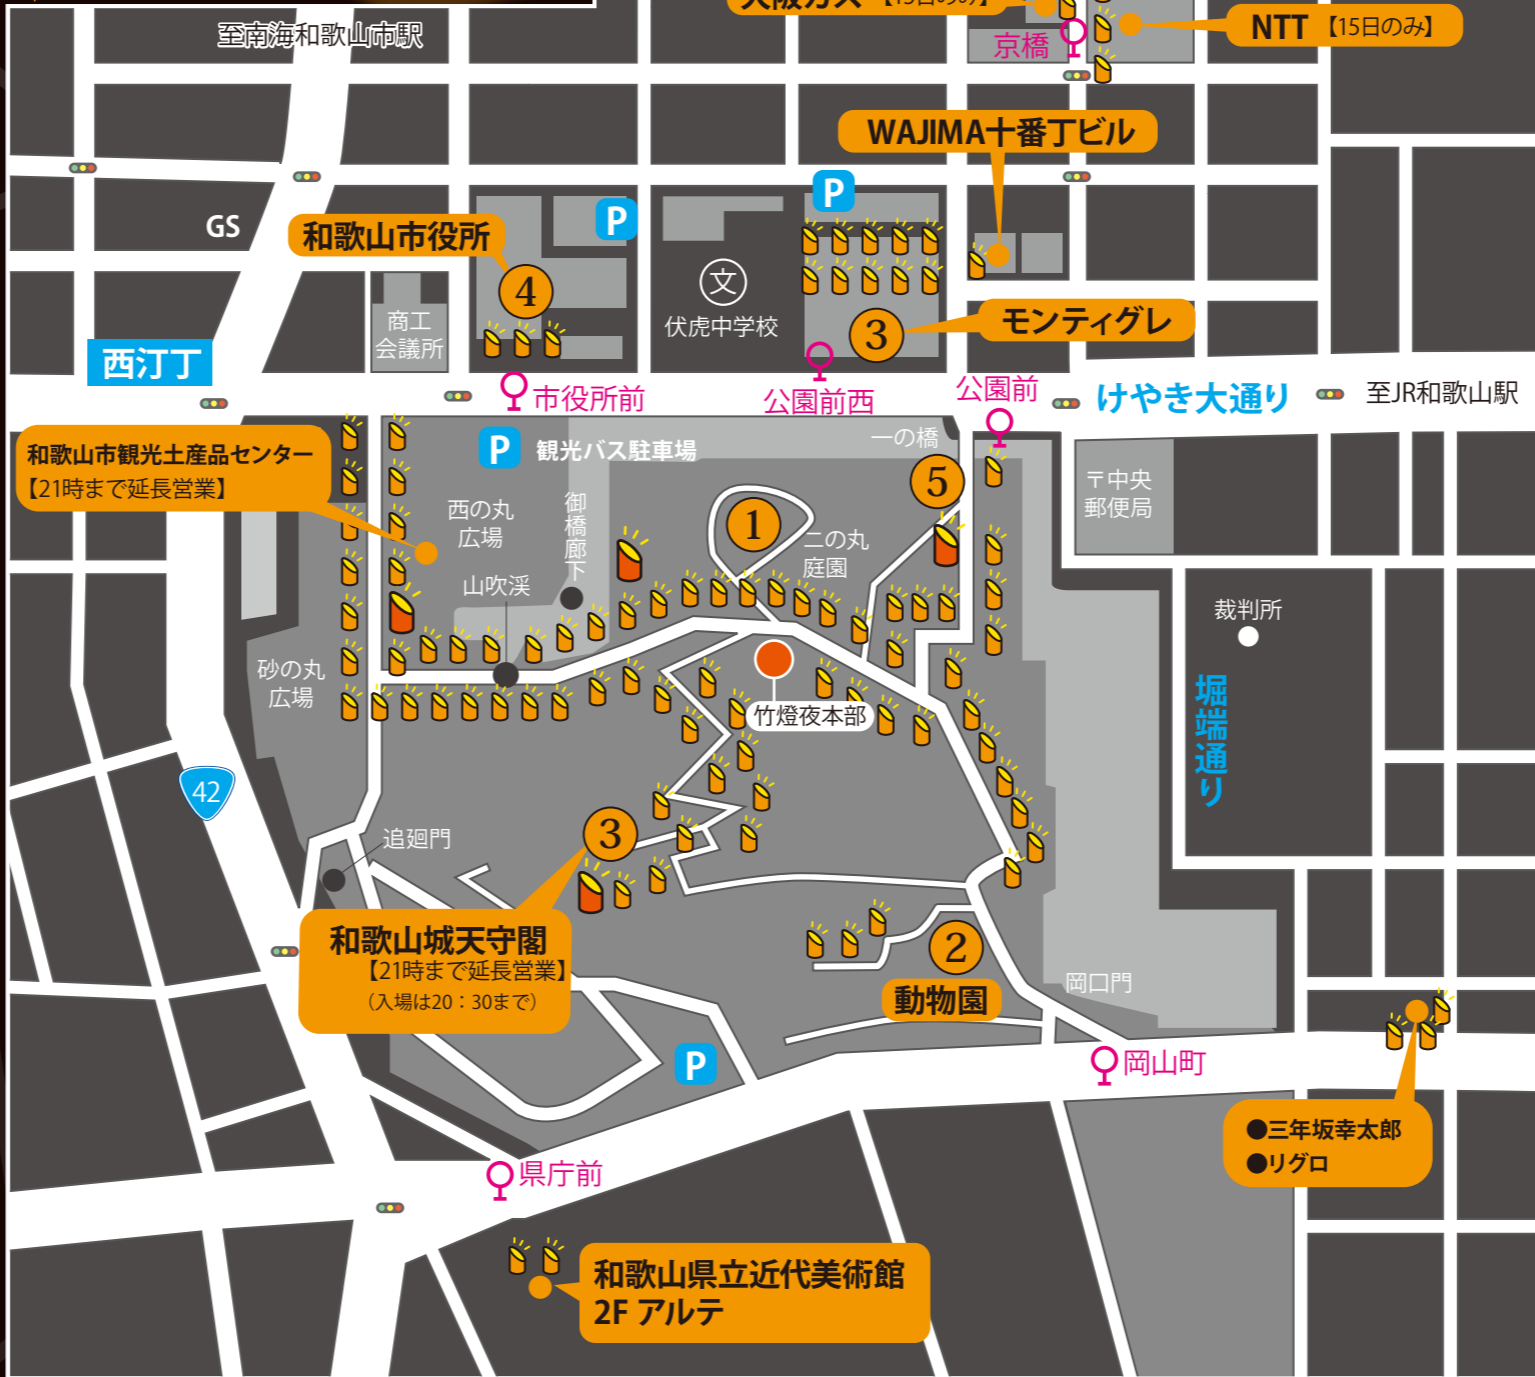 至南海和歌山市駅
大阪ガス【15日のみ】
京橋
NTT【15日のみ】
WAJIMA十番丁ビル
P
P
GS
和歌山市役所
④
文
伏虎中学校
③
モンティグレ
商工
会議所
西汀丁
市役所前
公園前西
公園前
けやき大通り
至JR和歌山駅
和歌山市観光土産品センター
【21時まで延長営業】
P 観光バス駐車場
一の橋
⑤
〒中央
郵便局
西の丸
広場
御橋廊下
①
二の丸
庭園
山吹渓
裁判所
砂の丸
広場
竹燈夜本部
堀端通り
42
追廻門
③
和歌山城天守閣
【21時まで延長営業】
(入場は20:30まで)
②
動物園
岡口門
P
岡山町
●三年坂幸太郎
●リグロ
県庁前
和歌山県立近代美術館
2F アルテ